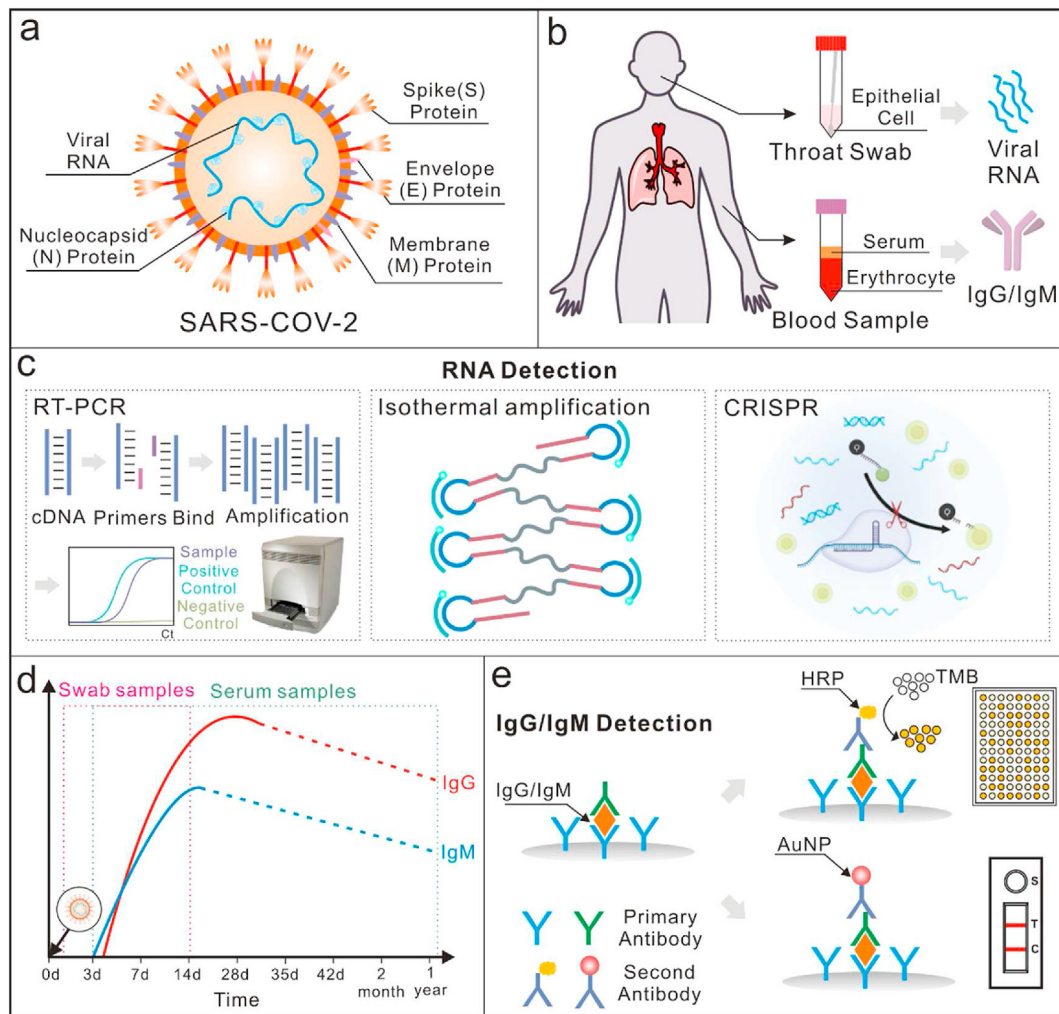 a
Viral
RNA
Nucleocapsid
(N) Protein
Spike(S)
Protein
Envelope
(E) Protein
Membrane
(M) Protein
SARS-COV-2
b
Epithelial
Cell
Throat Swab
Viral
RNA
Serum
Erythrocyte
Blood Sample
IgG/IgM
c
RNA Detection
RT-PCR
cDNA
Primers Bind
Amplification
Sample
Positive
Control
Negative
Control
Ct
Isothermal amplification
CRISPR
Q
Q
d
Swab samples
Serum samples
IgG
IgM
0d 3d 7d 14d 28d 35d 42d 2 1
month year
Time
e
IgG/IgM Detection
IgG/IgM
HRP
TMB
AuNP
Primary
Antibody
Second
Antibody
S
T
C